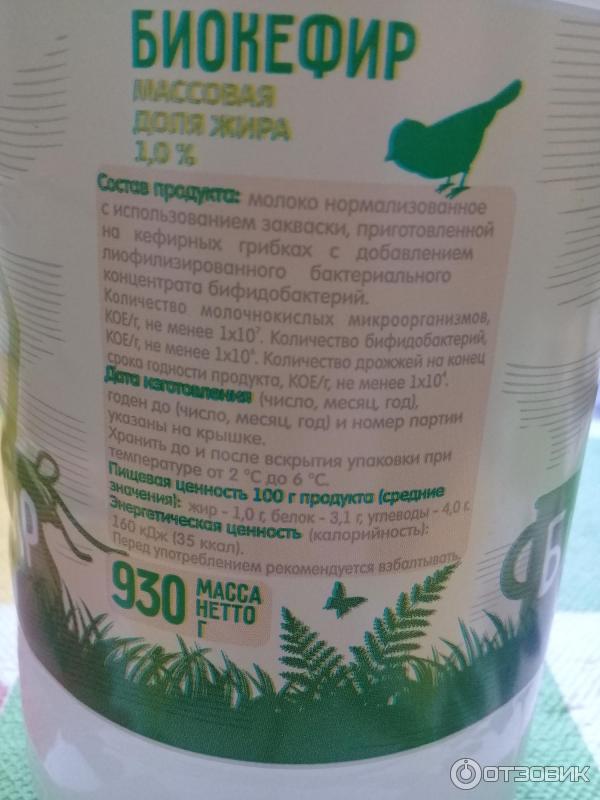 БИОКЕФИР
МАССОВАЯ
ДОЛЯ ЖИРА
1,0 %
Состав продукта: молоко нормализованное
с использованием закваски, приготовленной
на кефирных грибках с добавлением
лиофилизированного бактериального
концентрата бифидобактерий.
Количество молочнокислых микроорганизмов,
КОЕ/г, не менее 1х10⁷. Количество бифидобактерий,
КОЕ/г, не менее 1х10⁶. Количество дрожжей на конец
срока годности продукта, КОЕ/г, не менее 1х10⁴.
Дата изготовления (число, месяц, год),
годен до (число, месяц, год) и номер партии
указаны на крышке.
Хранить до и после вскрытия упаковки при
температуре от 2 °С до 6 °С.
Пищевая ценность 100 г продукта (средние
значения): жир - 1,0 г, белок - 3,1 г, углеводы - 4,0 г.
Энергетическая ценность (калорийность):
160 кДж (35 ккал).
Перед употреблением рекомендуется взбалтывать.
930 МАССА
НЕТТО
Г
Р
Б
ОТЗОВИК